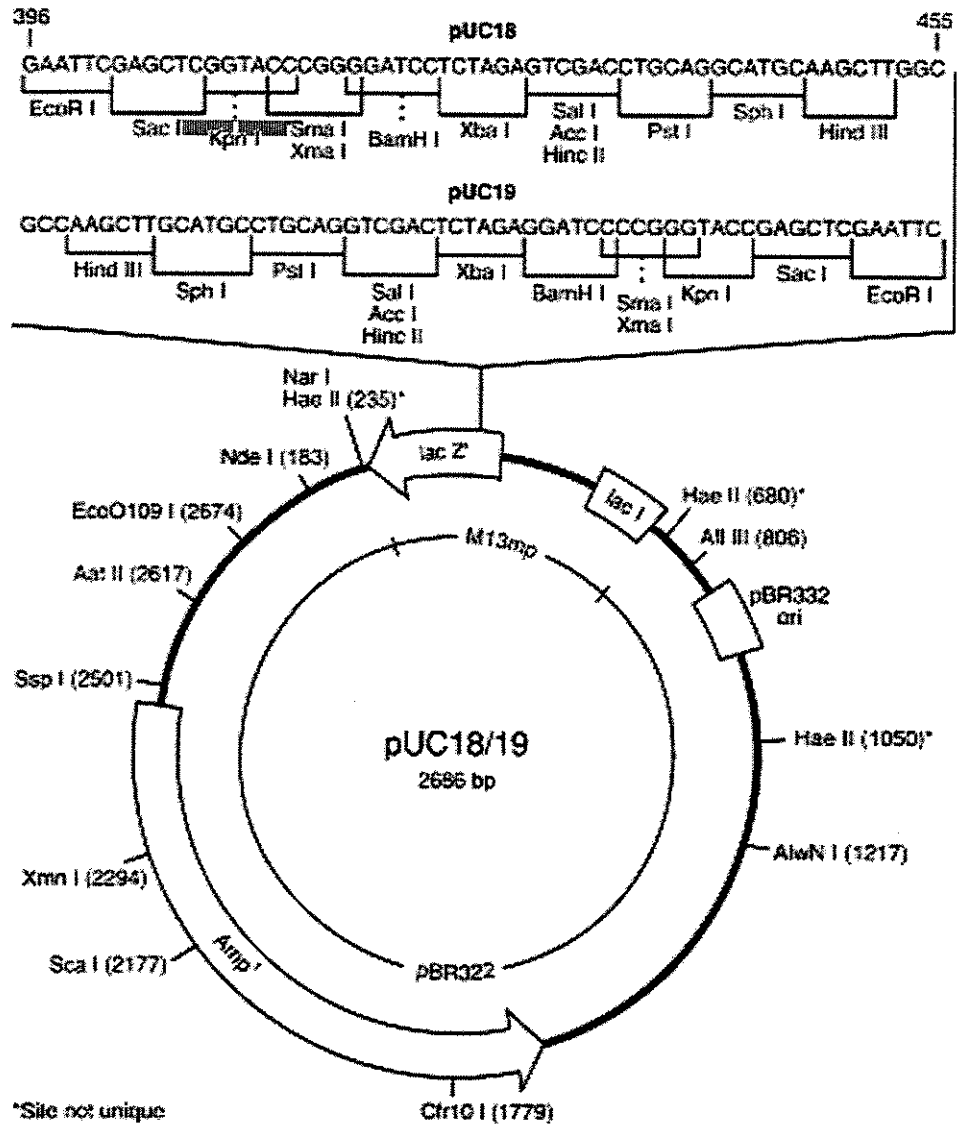 396
455
pUC18
GAATTCGAGCTCGGTACCCGGGGATCCTCTAGAGTCGACCTGCAGGCATGCAAGCTTGGC
EcoR I
Sac I
Kpn I
Sma I
Xma I
BamH I
Xba I
Sal I
Acc I
Hinc II
Pst I
Sph I
Hind III
pUC19
GCCAAGCTTGCATGCCTGCAGGTCGACTCTAGAGGATCCCCGGGTACCGAGCTCGAATTC
Hind III
Sph I
Pst I
Sal I
Acc I
Hinc II
Xba I
BamH I
Sma I
Xma I
Kpn I
Sac I
EcoR I
Nar I
Hae II (235)*
lac Z'
Nde I (183)
EcoO109 I (2674)
Aat II (2617)
Ssp I (2501)
lac I
Hae II (680)*
Afl III (806)
pBR332
ori
M13mp
pUC18/19
2686 bp
Hae II (1050)*
AlwN I (1217)
Xmn I (2294)
Sca I (2177)
Amp r
pBR322
Cfr10 I (1779)
*Site not unique